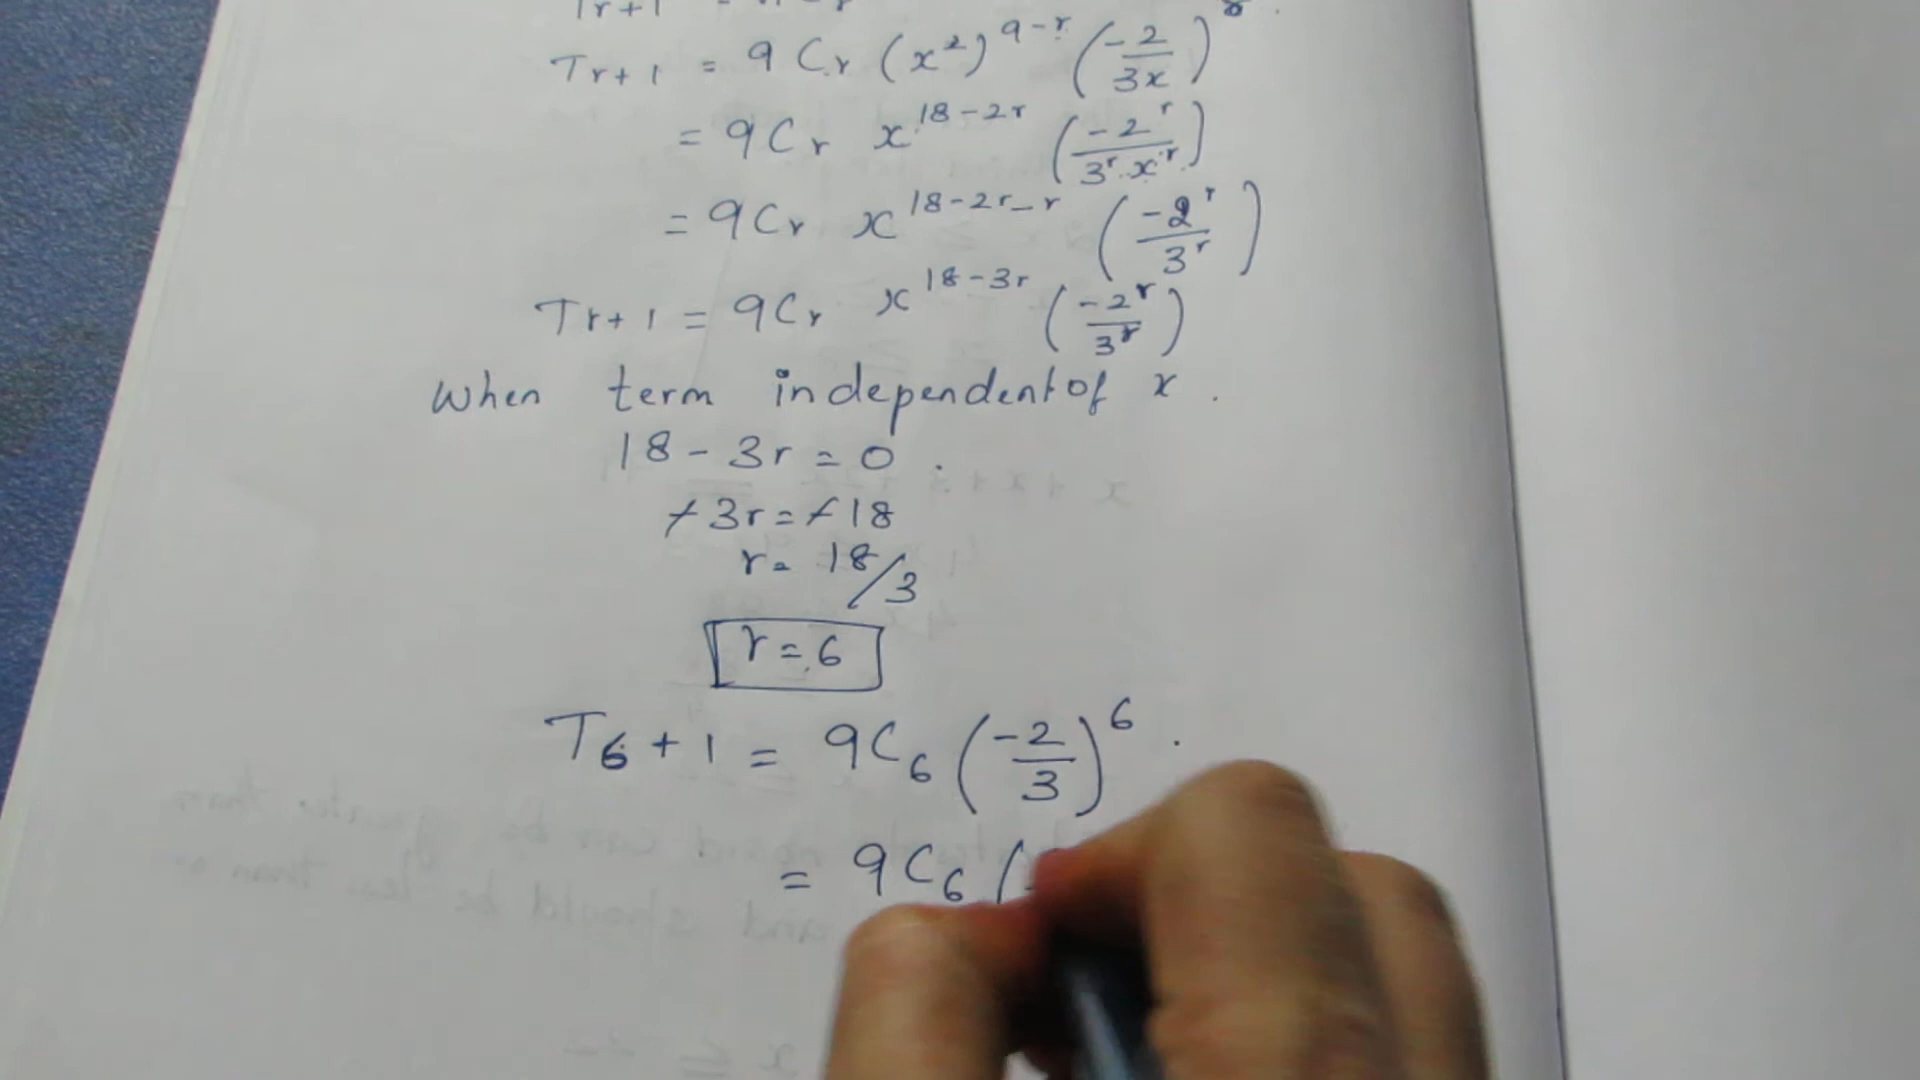 Tr+1 =
Tr+1 = 9Cr (x²)^9-r (-2/3x)^r
= 9Cr x^18-2r (-2^r/3^r.x^r)
= 9Cr x^18-2r-r (-2^r/3^r)
Tr+1 = 9Cr x^18-3r (-2^r/3^r)
When term independent of x.
18-3r=0.
-3r=-18
r= 18/3
r=6
T6+1 = 9C6 (-2/3)^6.
= 9C6 (